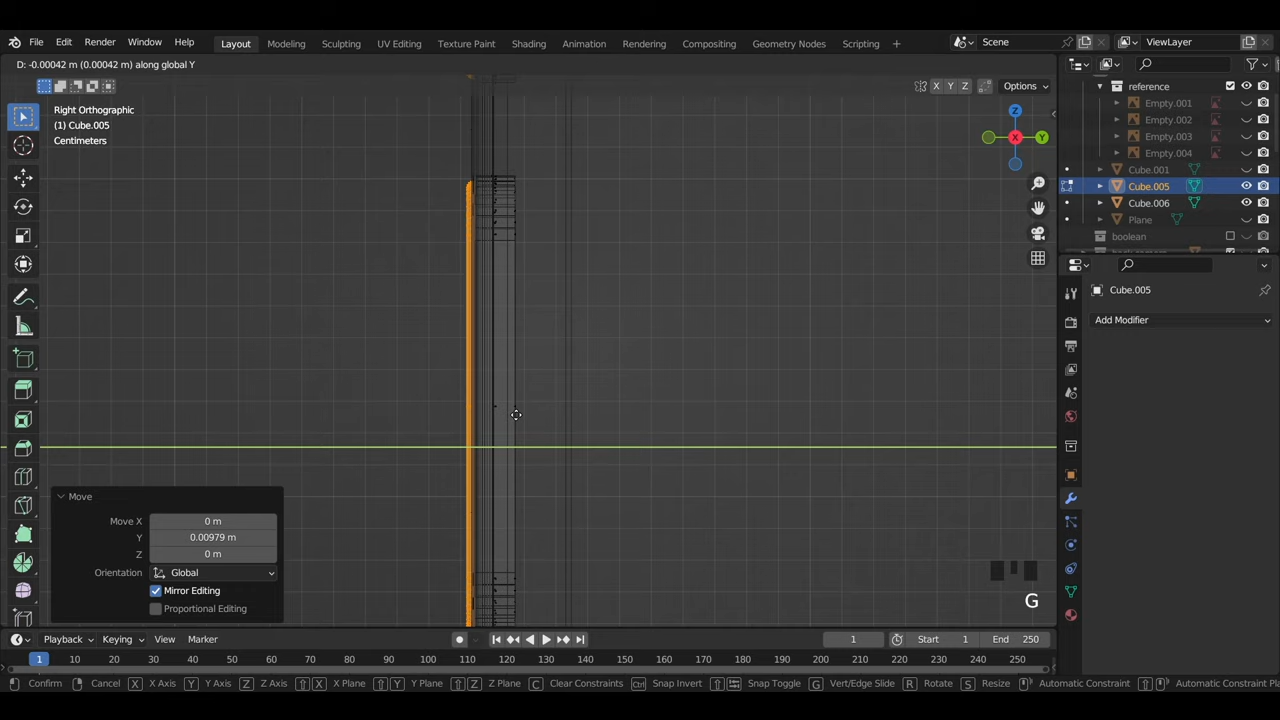 File Edit Render Window Help Layout Modeling Sculpting UV Editing Texture Paint Shading Animation Rendering Compositing Geometry Nodes Scripting + Scene ViewLayer
D: -0.00042 m (0.00042 m) along global Y
X Y Z Options
Right Orthographic
(1) Cube.005
Centimeters
Z
X
Y
reference
Empty.001
Empty.002
Empty.003
Empty.004
Cube.001
Cube.005
Cube.006
Plane
boolean
Cube.005
Add Modifier
Move
Move X 0 m
Y 0.00979 m
Z 0 m
Orientation Global
Mirror Editing
Proportional Editing
G
Playback Keying View Marker 1 Start 1 End 250
1 10 20 30 40 50 60 70 80 90 100 110 120 130 140 150 160 170 180 190 200 210 220 230 240 250
Confirm Cancel X X Axis Y Y Axis Z Z Axis X X Plane Y Y Plane Z Z Plane C Clear Constraints Ctrl Snap Invert Snap Toggle G Vert/Edge Slide R Rotate S Resize Automatic Constraint Automatic Constraint Pla